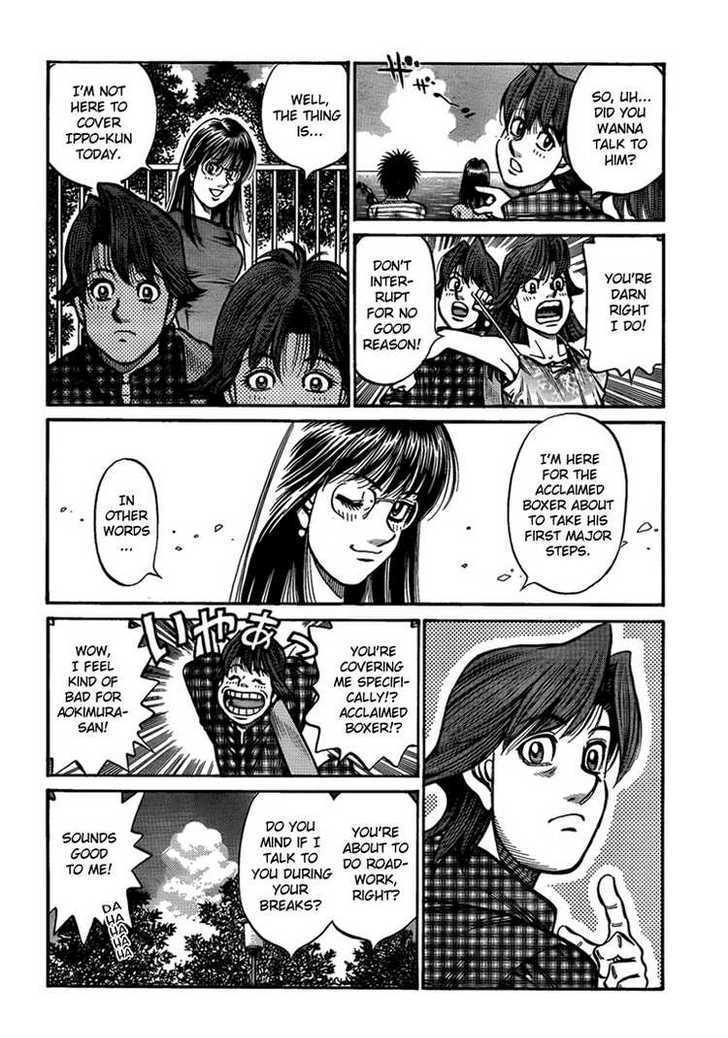 SO, UH...
DID YOU
WANNA
TALK TO
HIM?
WELL,
THE THING
IS...
I'M NOT
HERE TO
COVER
IPPO-KUN
TODAY.
YOU'RE
DARN
RIGHT
I DO!
DON'T
INTER-
RUPT
FOR NO
GOOD
REASON!
I'M HERE
FOR THE
ACCLAIMED
BOXER ABOUT
TO TAKE HIS
FIRST MAJOR
STEPS.
IN
OTHER
WORDS
...
いやあっ
YOU'RE
COVERING
ME SPECIFI-
CALLY!?
ACCLAIMED
BOXER!?
WOW,
I FEEL
KIND OF
BAD FOR
AOKIMURA-
SAN!
YOU'RE
ABOUT TO
DO ROAD-
WORK,
RIGHT?
DO YOU
MIND IF I
TALK TO
YOU DURING
YOUR
BREAKS?
SOUNDS
GOOD
TO ME!
DA
HA
HA
HA
HA